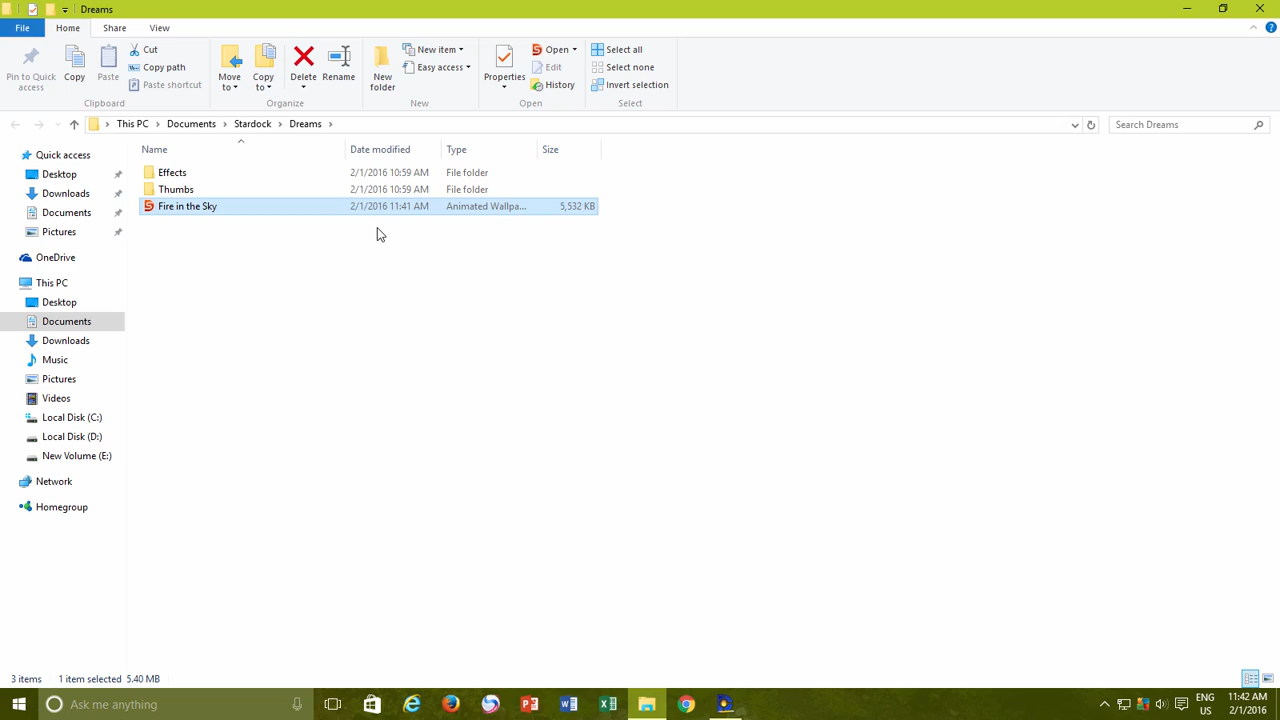 Dreams
File Home Share View
Pin to Quick access
Copy
Paste
Cut
Copy path
Paste shortcut
Clipboard
Move to
Copy to
Delete
Rename
Organize
New folder
New item
Easy access
New
Properties
Open
Edit
History
Open
Select all
Select none
Invert selection
Select
This PC Documents Stardock Dreams
Search Dreams
Name Date modified Type Size
Effects 2/1/2016 10:59 AM File folder
Thumbs 2/1/2016 10:59 AM File folder
Fire in the Sky 2/1/2016 11:41 AM Animated Wallpa... 5,532 KB
Quick access
Desktop
Downloads
Documents
Pictures
OneDrive
This PC
Desktop
Documents
Downloads
Music
Pictures
Videos
Local Disk (C:)
Local Disk (D:)
New Volume (E:)
Network
Homegroup
3 items 1 item selected 5.40 MB
Ask me anything
ENG
US
11:42 AM
2/1/2016